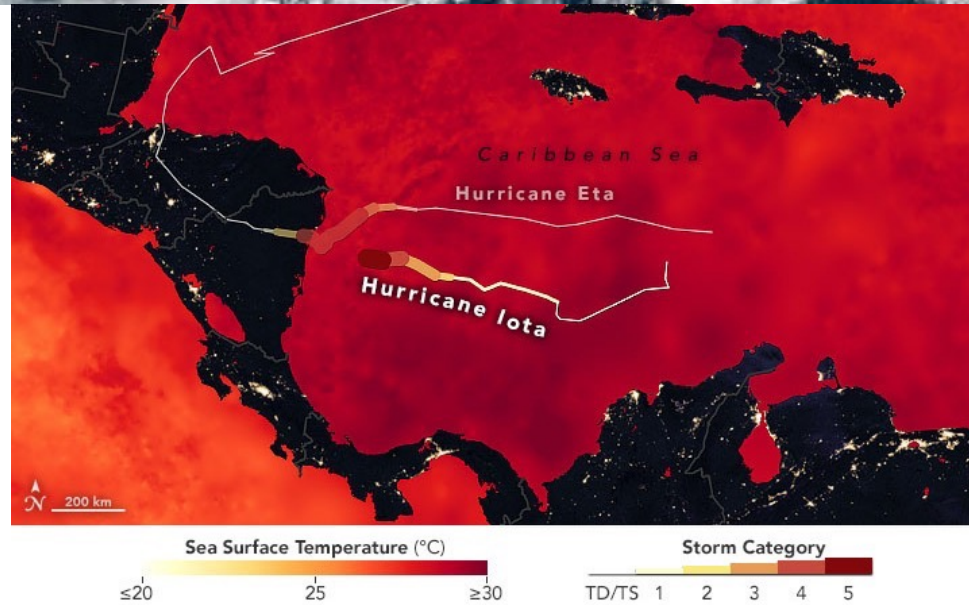 Caribbean Sea
Hurricane Eta
Hurricane Iota
N
200 km
Sea Surface Temperature (°C)
≤20 25 ≥30
Storm Category
TD/TS 1 2 3 4 5